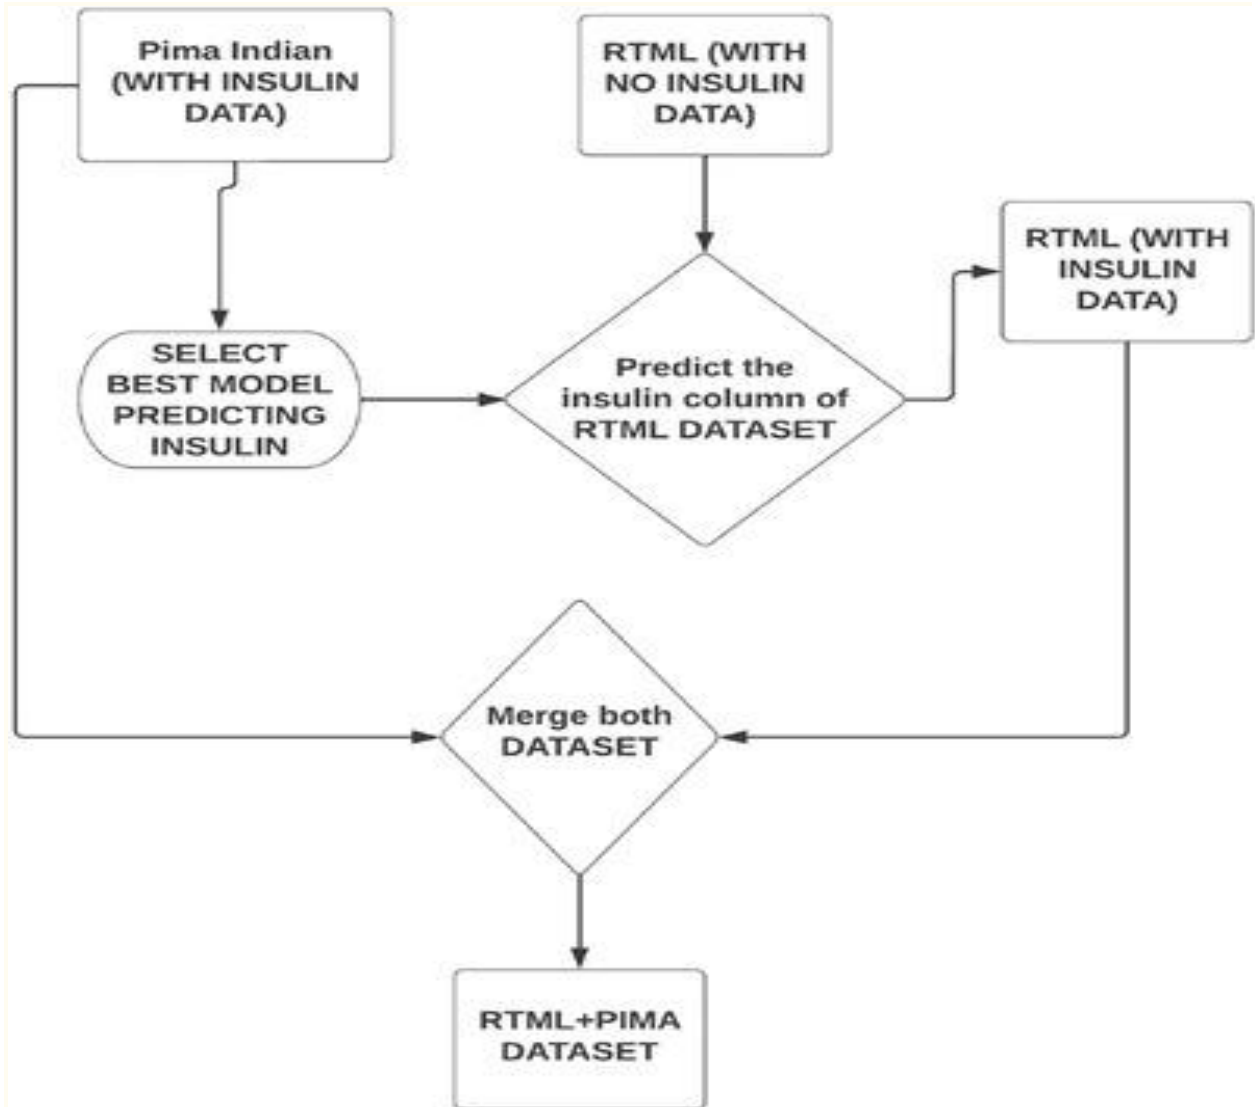 Pima Indian
(WITH INSULIN
DATA)
RTML (WITH
NO INSULIN
DATA)
RTML (WITH
INSULIN
DATA)
SELECT
BEST MODEL
PREDICTING
INSULIN
Predict the
insulin column of
RTML DATASET
Merge both
DATASET
RTML+PIMA
DATASET